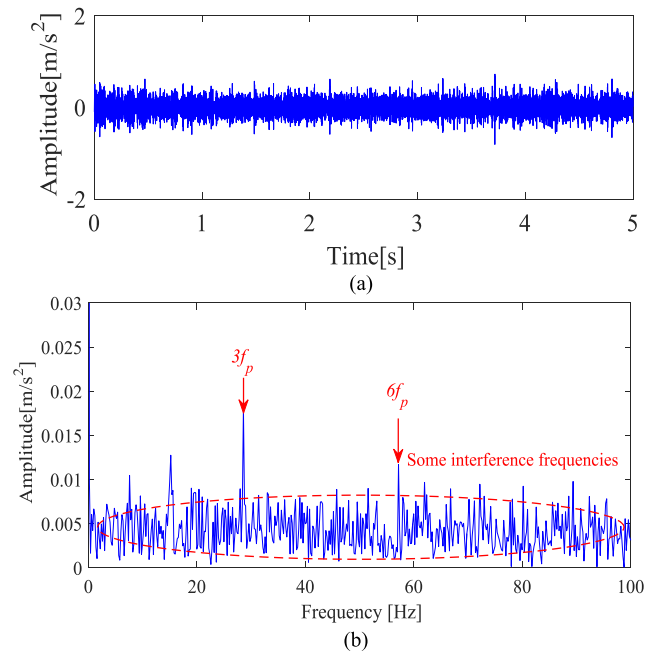 Amplitude[m/s²]
2
0
-2
0 1 2 3 4 5
Time[s]
(a)
Amplitude[m/s²]
0.03
0.025
0.02
0.015
0.01
0.005
0
3fₚ
6fₚ
Some interference frequencies
0 20 40 60 80 100
Frequency [Hz]
(b)